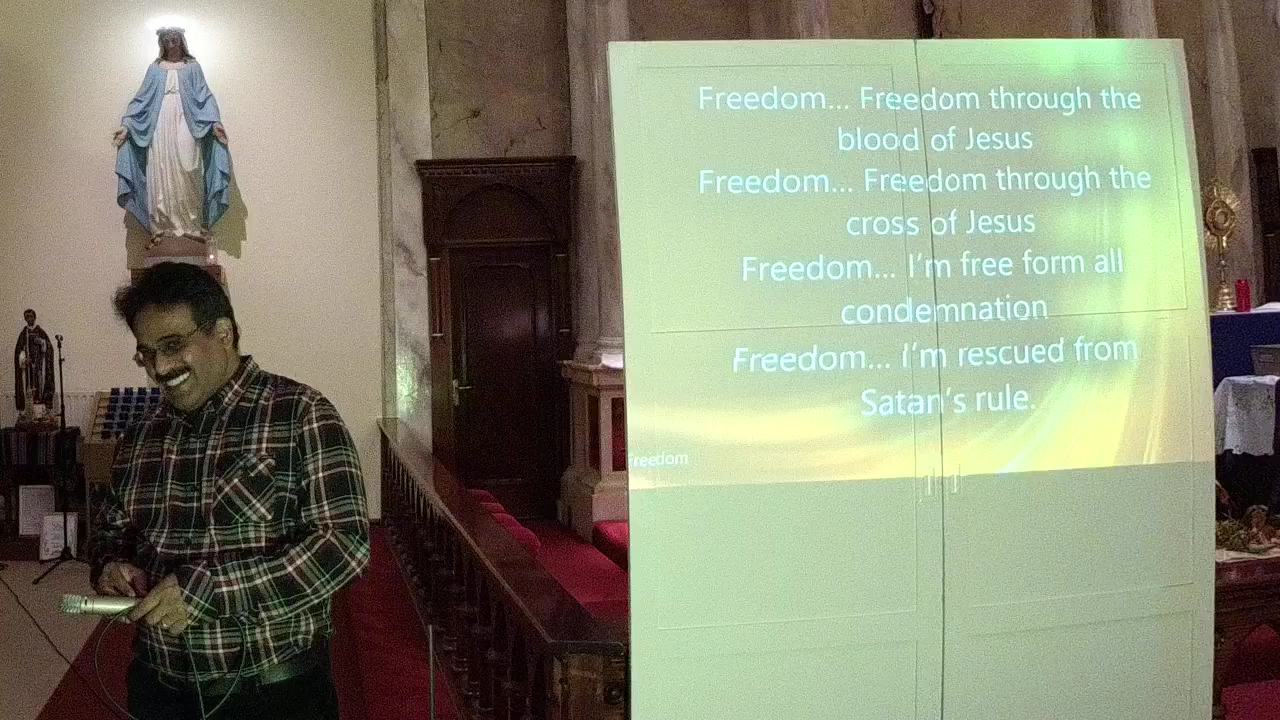 Freedom... Freedom through the
blood of Jesus
Freedom... Freedom through the
cross of Jesus
Freedom... I'm free form all
condemnation
Freedom... I'm rescued from
Satan's rule.
Freedom